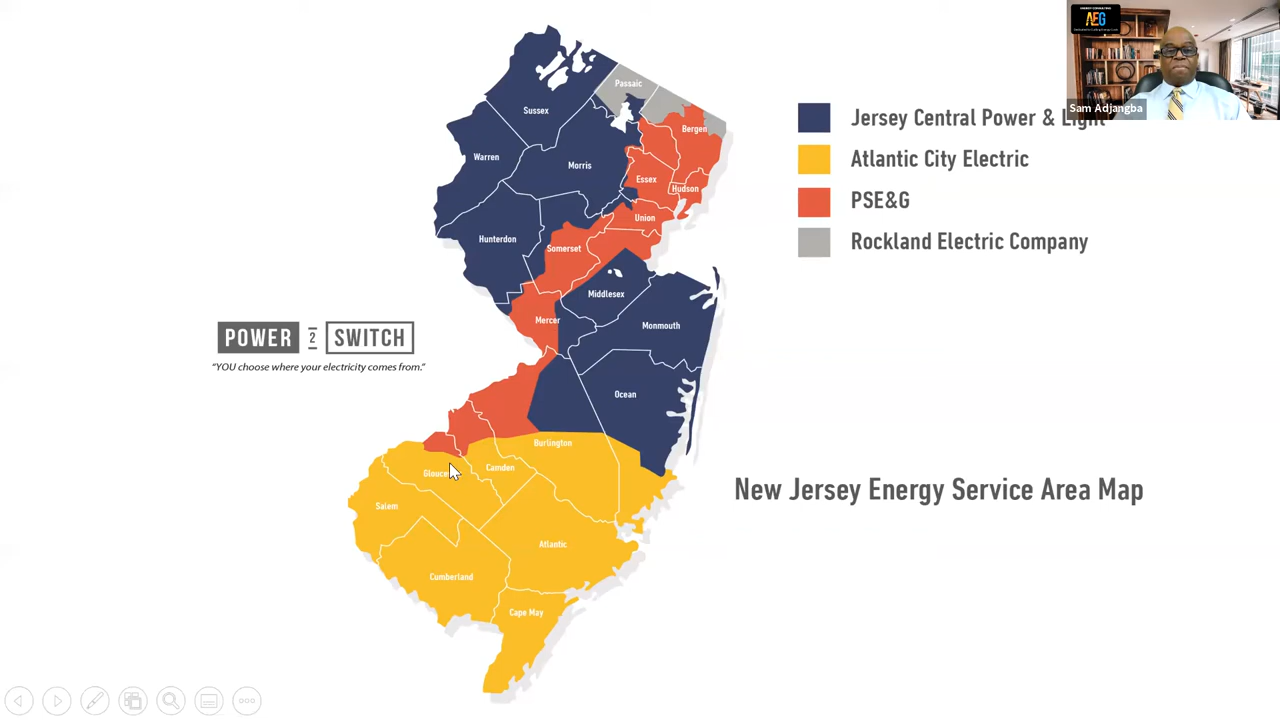 AEG
Sam Adjangba
Jersey Central Power & Light
Atlantic City Electric
PSE&G
Rockland Electric Company
Passaic
Sussex
Bergen
Warren
Morris
Essex
Hudson
Union
Hunterdon
Somerset
Middlesex
Mercer
Monmouth
POWER 2 SWITCH
"YOU choose where your electricity comes from."
Ocean
Burlington
Camden
Glouce
New Jersey Energy Service Area Map
Salem
Atlantic
Cumberland
Cape May